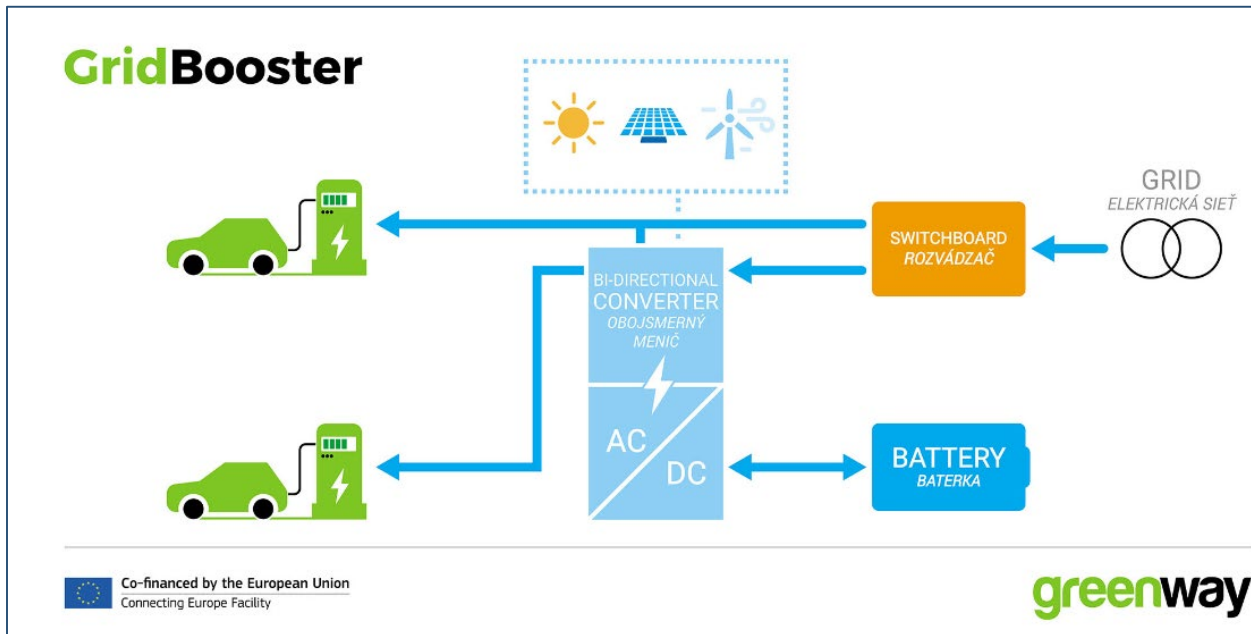 GridBooster
GRID
ELEKTRICKÁ SIEŤ
SWITCHBOARD
ROZVÁDZAČ
BI-DIRECTIONAL
CONVERTER
OBOJSMERNÝ
MENIČ
AC
DC
BATTERY
BATERKA
Co-financed by the European Union
Connecting Europe Facility
greenway